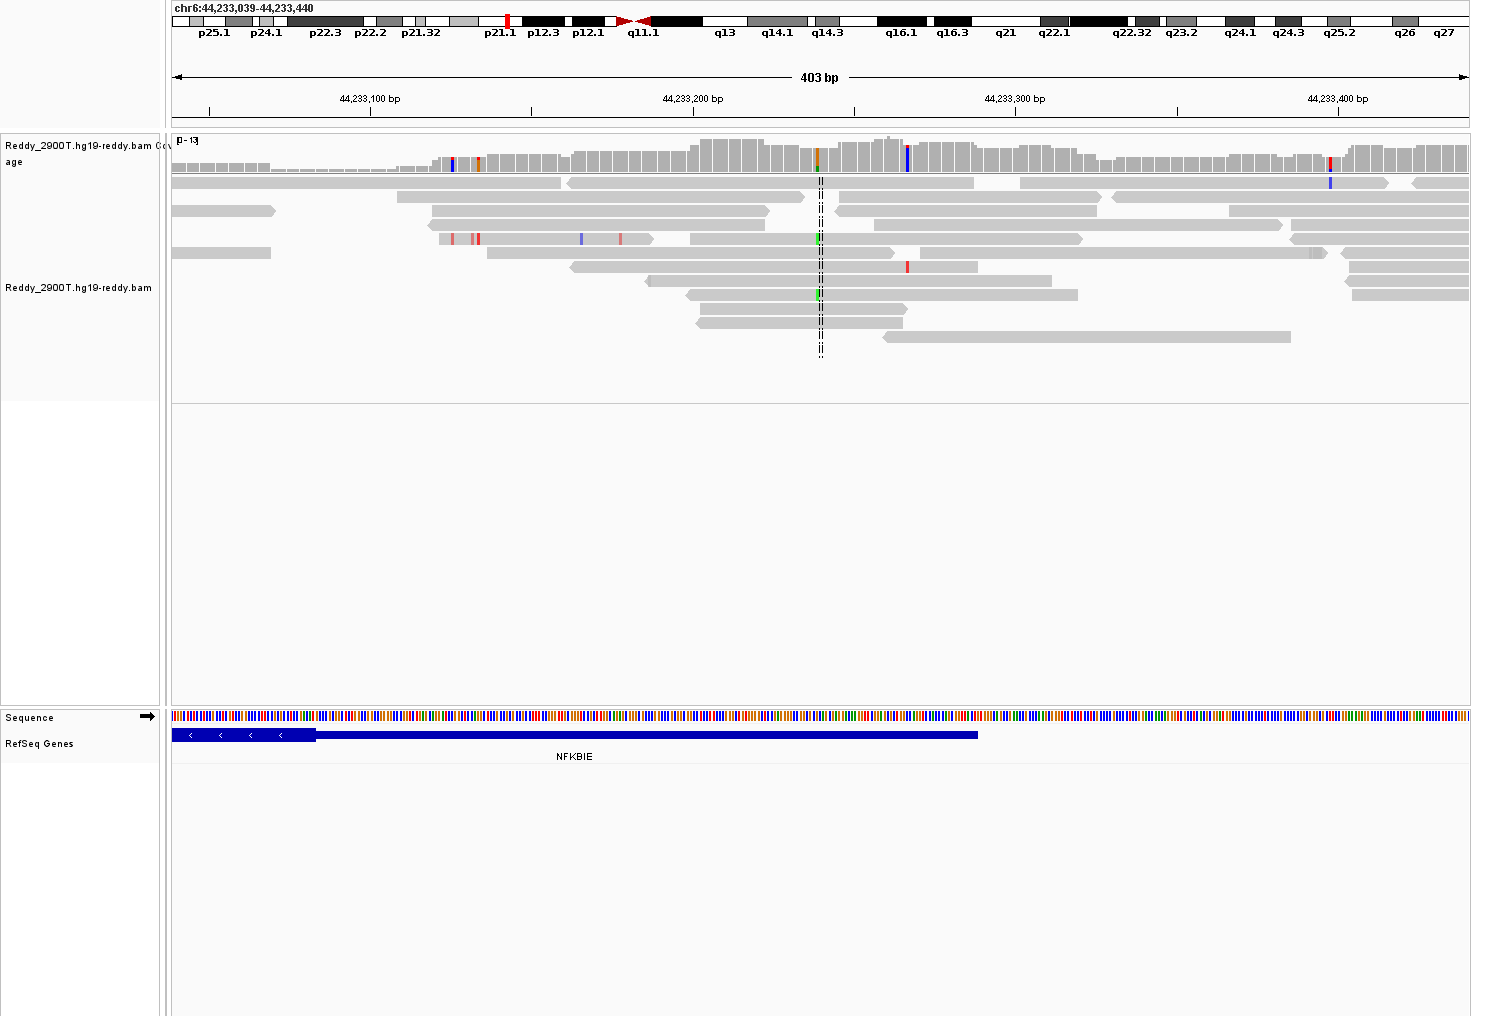 chr6:44,233,039-44,233,440
p25.1 p24.1 p22.3 p22.2 p21.32 p21.1 p12.3 p12.1 q11.1 q13 q14.1 q14.3 q16.1 q16.3 q21 q22.1 q22.32 q23.2 q24.1 q24.3 q25.2 q26 q27
403 bp
44,233,100 bp 44,233,200 bp 44,233,300 bp 44,233,400 bp
[0 - 13]
Reddy_2900T.hg19-reddy.bam Cov
age
Reddy_2900T.hg19-reddy.bam
Sequence
RefSeq Genes
NFKBIE